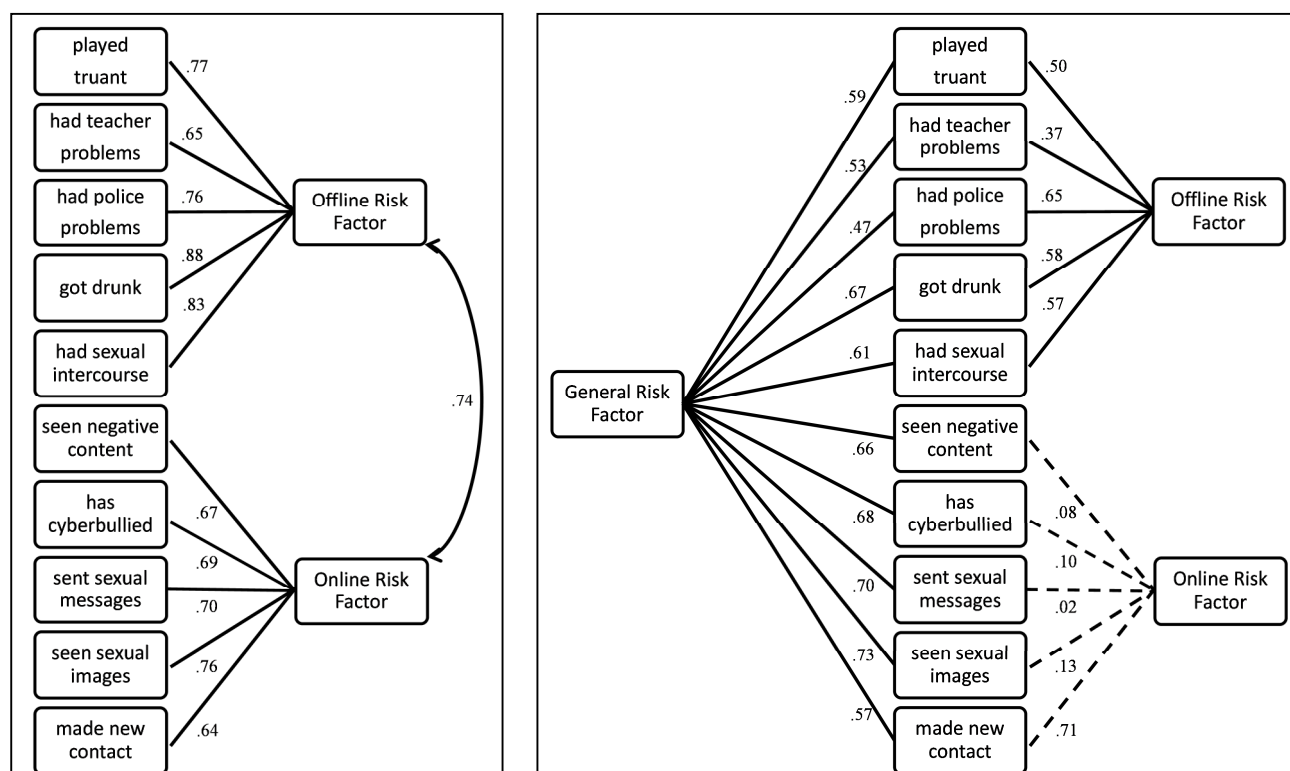 played
truant
.77
had teacher
problems
.65
had police
problems
.76
got drunk
.88
had sexual
intercourse
.83
Offline Risk
Factor
.74
seen negative
content
.67
has
cyberbullied
.69
sent sexual
messages
.70
seen sexual
images
.76
made new
contact
.64
Online Risk
Factor
General Risk
Factor
.59
.53
.47
.67
.61
.66
.68
.70
.73
.57
played
truant
.50
had teacher
problems
.37
had police
problems
.65
got drunk
.58
had sexual
intercourse
.57
Offline Risk
Factor
seen negative
content
.08
has
cyberbullied
.10
sent sexual
messages
.02
seen sexual
images
.13
made new
contact
.71
Online Risk
Factor